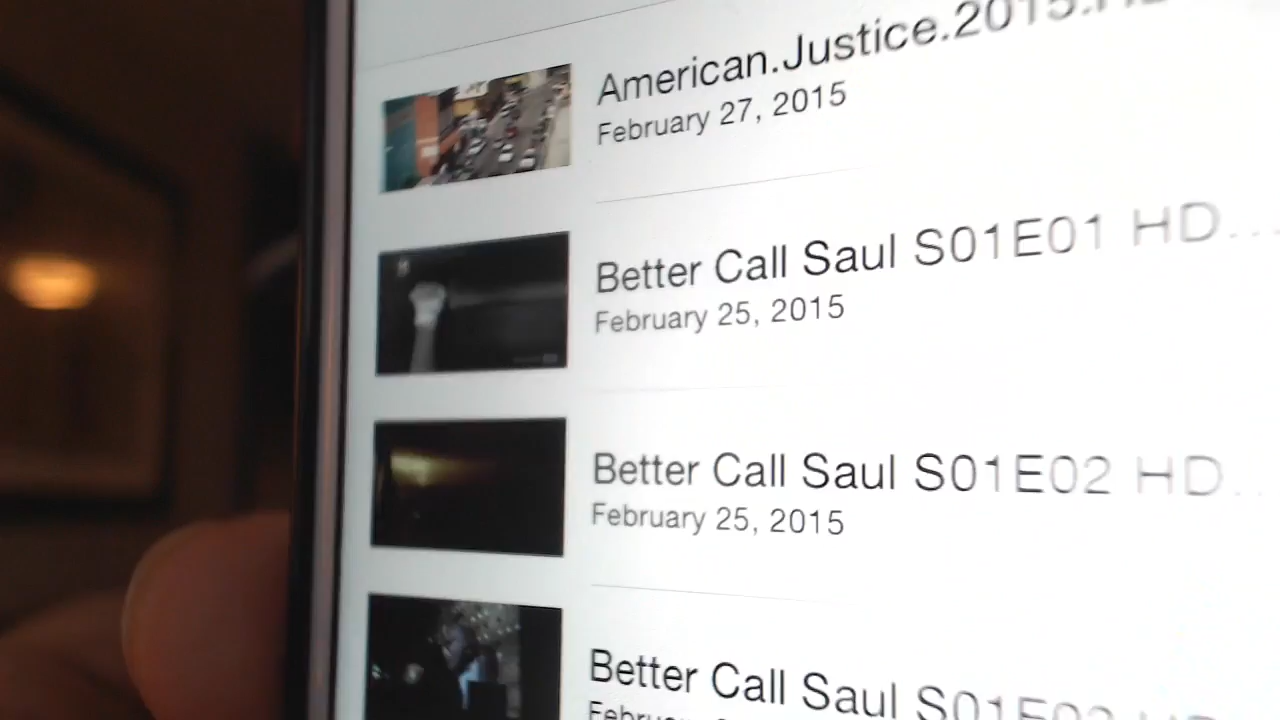 American.Justice.2015.
February 27, 2015
Better Call Saul S01E01 HD...
February 25, 2015
Better Call Saul S01E02 HD..
February 25, 2015
Better Call Saul